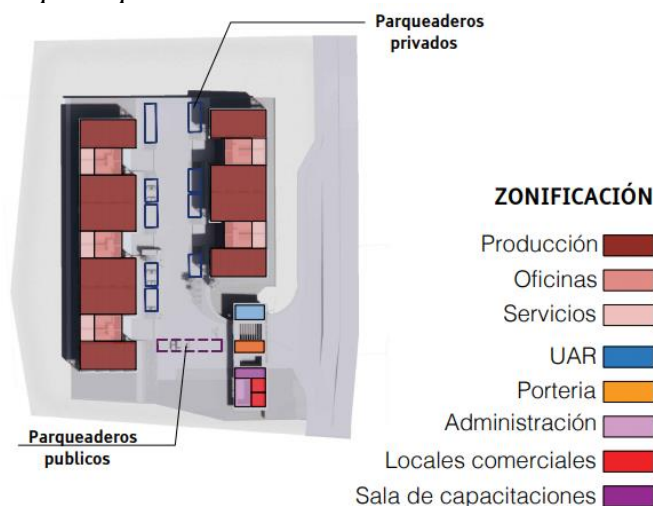 Parqueaderos
privados
ZONIFICACIÓN
Producción
Oficinas
Servicios
UAR
Porteria
Administración
Locales comerciales
Sala de capacitaciones
Parqueaderos
publicos